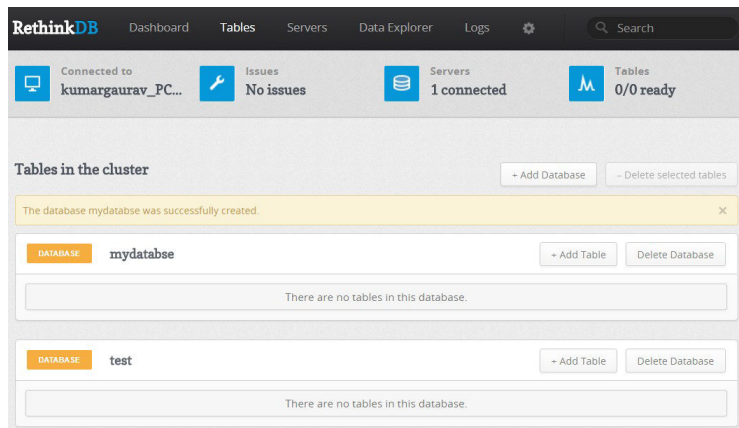 RethinkDB Dashboard Tables Servers Data Explorer Logs Search
Connected to Issues Servers Tables
kumargaurav_PC... No issues 1 connected 0/0 ready
Tables in the cluster + Add Database - Delete selected tables
The database mydatabse was successfully created. ×
DATABASE mydatabse + Add Table Delete Database
There are no tables in this database.
DATABASE test + Add Table Delete Database
There are no tables in this database.